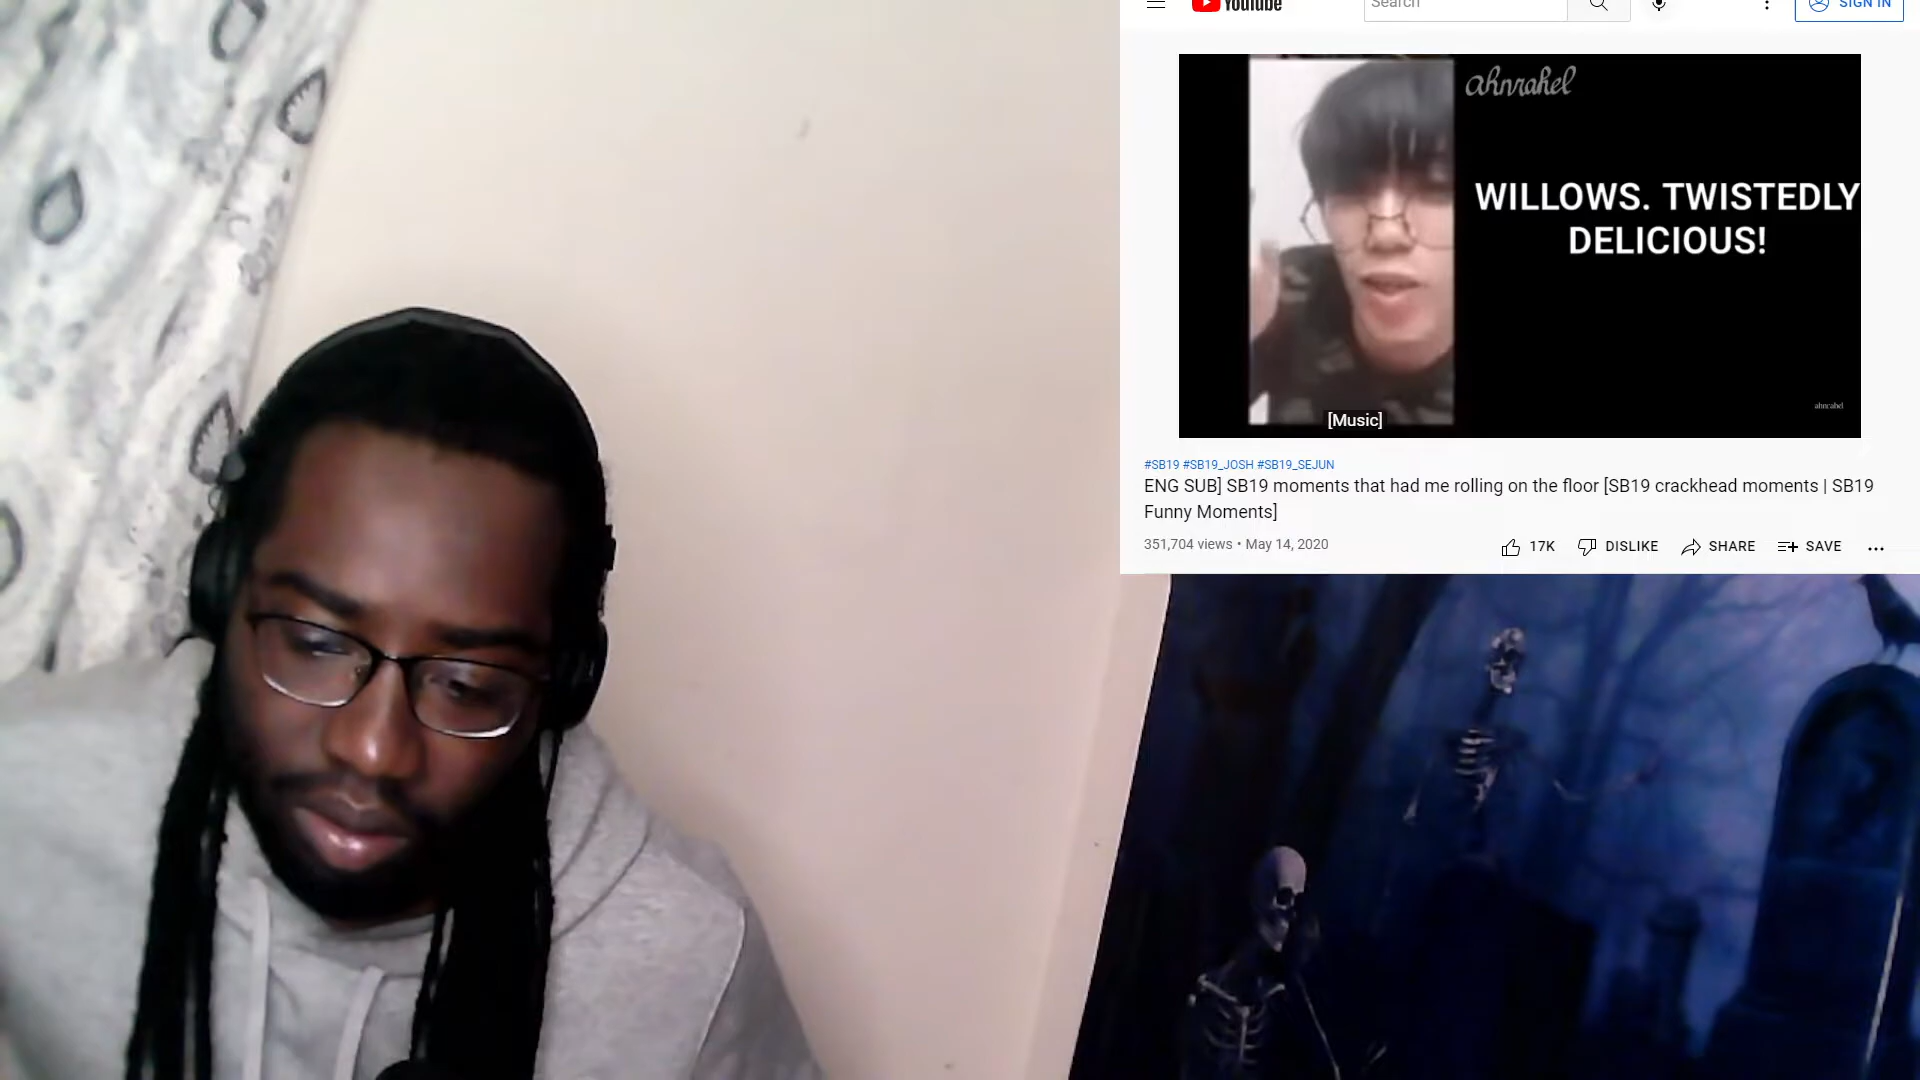 YouTube
Search
SIGN IN
ahnrahel
WILLOWS. TWISTEDLY
DELICIOUS!
ahnrahel
[Music]
#SB19 #SB19_JOSH #SB19_SEJUN
ENG SUB] SB19 moments that had me rolling on the floor [SB19 crackhead moments | SB19
Funny Moments]
351,704 views • May 14, 2020
17K
DISLIKE
SHARE
SAVE